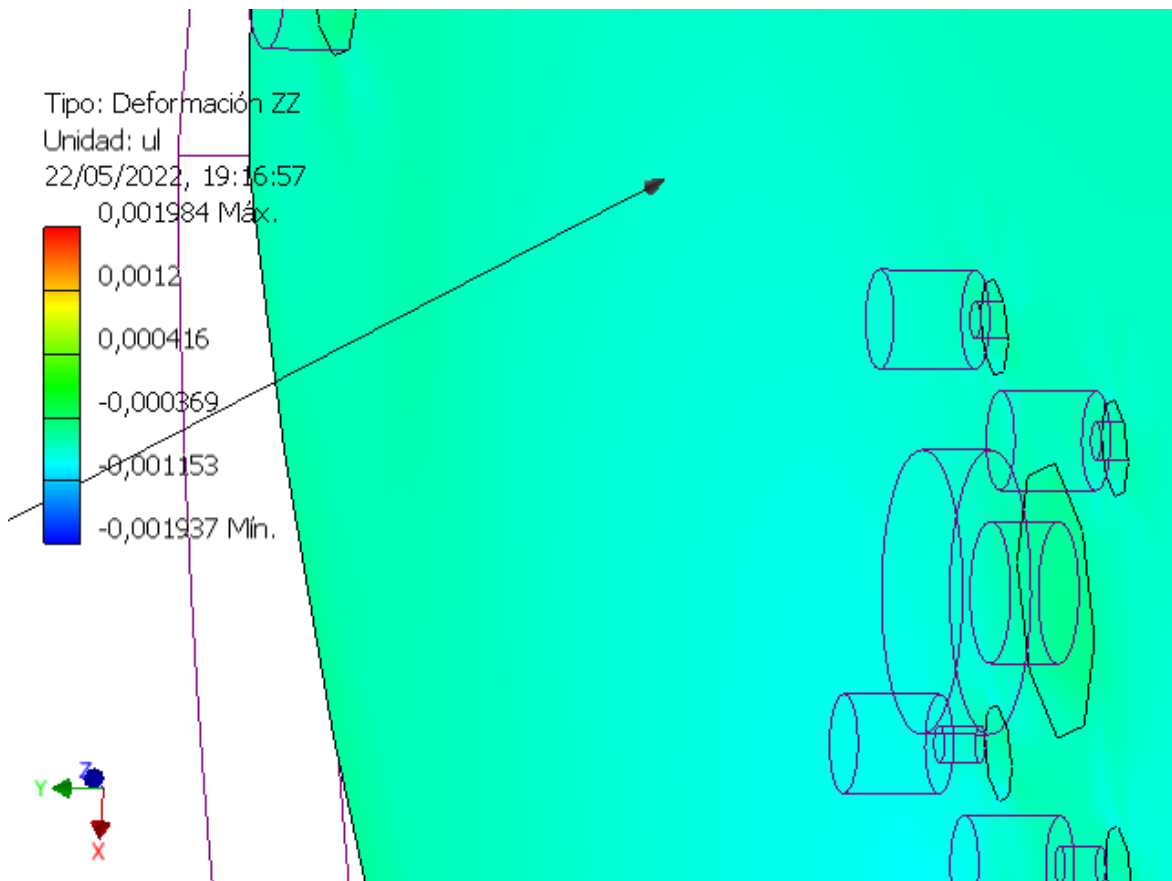 Tipo: Deformación ZZ
Unidad: ul
22/05/2022, 19:16:57
0,001984 Máx.
0,0012
0,000416
-0,000369
-0,001153
-0,001937 Mín.
Z
Y
X